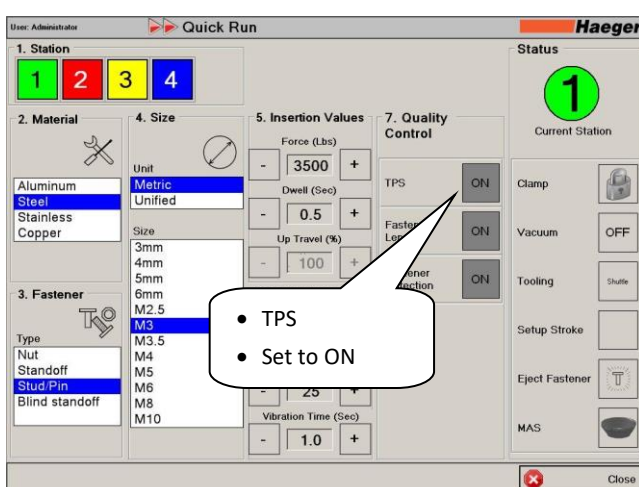 User: Administrator
Quick Run
Haeger
1. Station
1 2 3 4
Status
1
Current Station
2. Material
Aluminum
Steel
Stainless
Copper
3. Fastener
Type
Nut
Standoff
Stud/Pin
Blind standoff
4. Size
Unit
Metric
Unified
Size
3mm
4mm
5mm
6mm
M2.5
M3
M3.5
M4
M5
M6
M8
M10
5. Insertion Values
Force (Lbs)
- 3500 +
Dwell (Sec)
- 0.5 +
Up Travel (%)
- 100 +
- 25 +
Vibration Time (Sec)
- 1.0 +
7. Quality
Control
TPS ON
ON
ON
• TPS
• Set to ON
Clamp
Vacuum OFF
Tooling Shuttle
Setup Stroke
Eject Fastener
MAS
Close